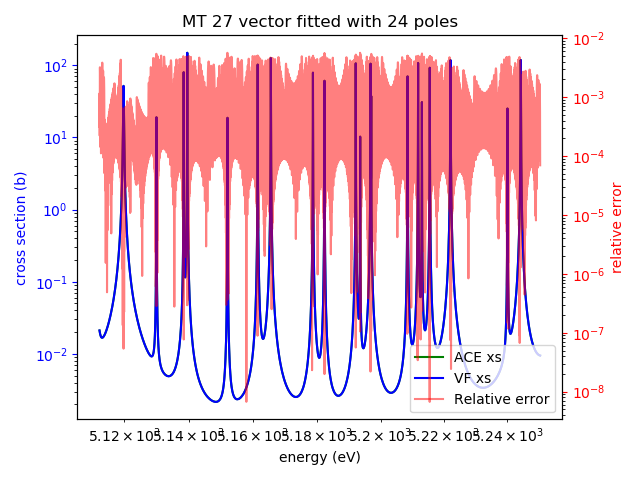 MT 27 vector fitted with 24 poles
cross section (b)
10²
10¹
10⁰
10⁻¹
10⁻²
relative error
10⁻²
10⁻³
10⁻⁴
10⁻⁵
10⁻⁶
10⁻⁷
10⁻⁸
ACE xs
VF xs
Relative error
5.12×10³ 5.14×10³ 5.16×10³ 5.18×10³ 5.2×10³ 5.22×10³ 5.24×10³
energy (eV)